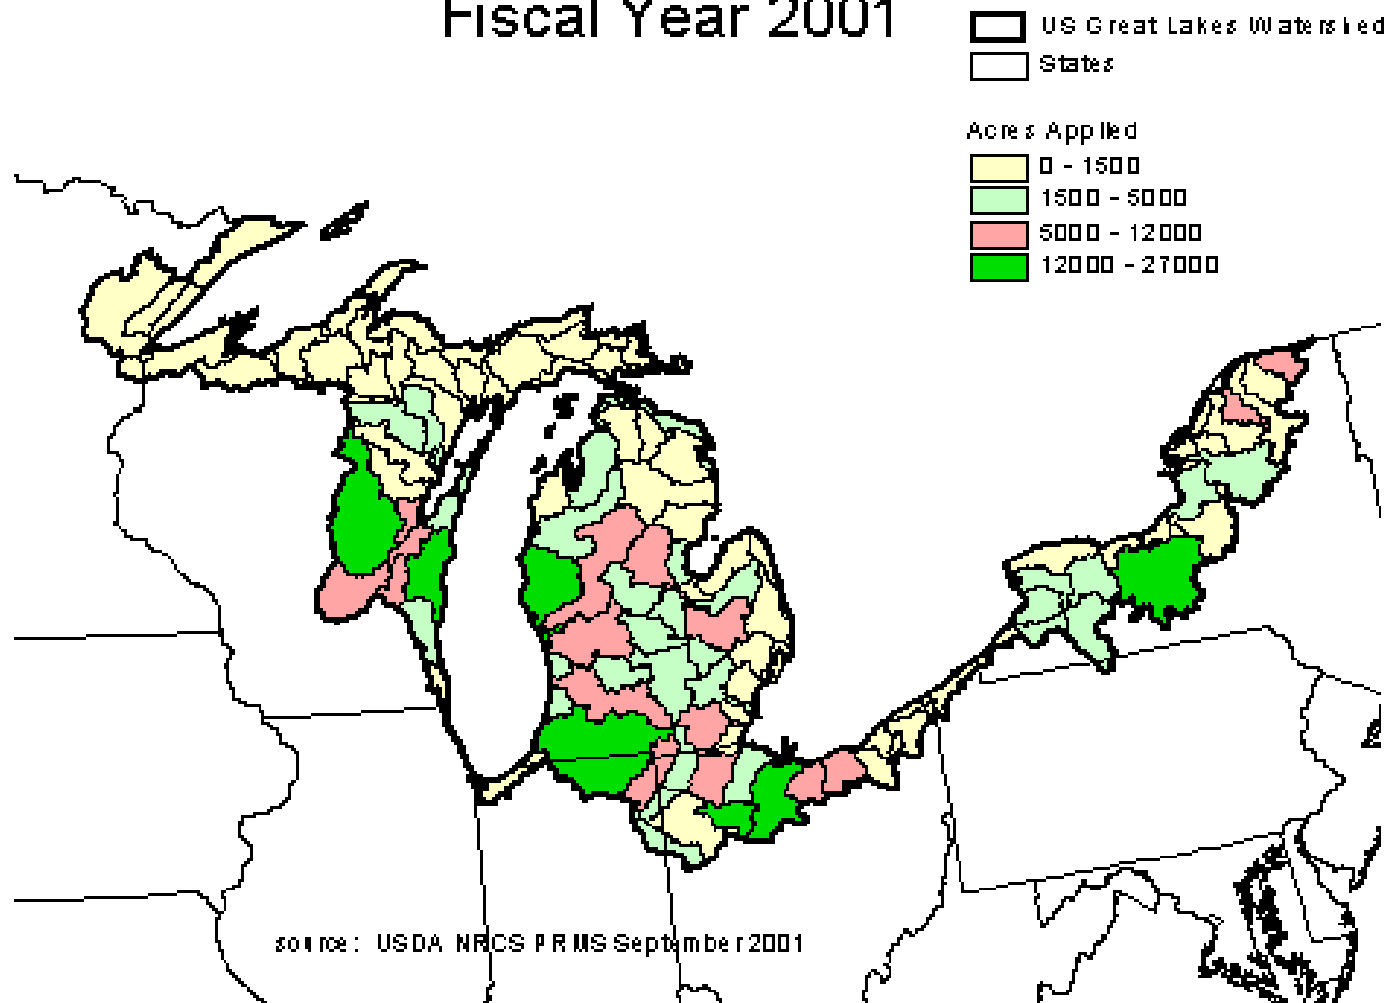 Fiscal Year 2001
US Great Lakes Watershed
States
Acres Applied
0 - 1500
1500 - 5000
5000 - 12000
12000 - 27000
source: USDA NRCS PRMS September 2001